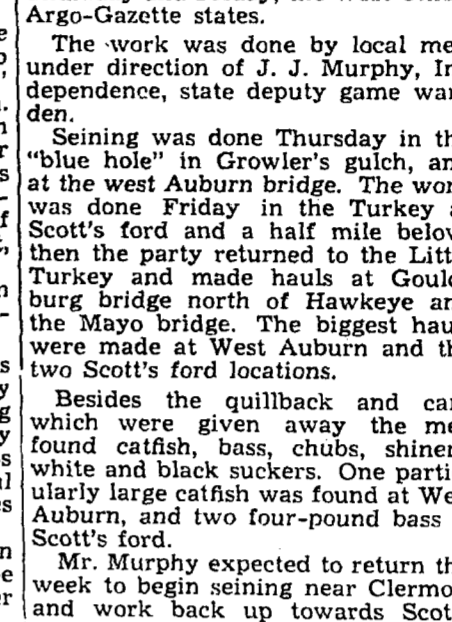 Argo-Gazette states.
The work was done by local me
under direction of J. J. Murphy, In
dependence, state deputy game war
den.
Seining was done Thursday in th
"blue hole" in Growler's gulch, an
at the west Auburn bridge. The wor
was done Friday in the Turkey a
Scott's ford and a half mile below
then the party returned to the Littl
Turkey and made hauls at Gould
burg bridge north of Hawkeye an
the Mayo bridge. The biggest hau
were made at West Auburn and th
two Scott's ford locations.
Besides the quillback and car
which were given away the me
found catfish, bass, chubs, shiner
white and black suckers. One parti
ularly large catfish was found at We
Auburn, and two four-pound bass
Scott's ford.
Mr. Murphy expected to return th
week to begin seining near Clermo
and work back up towards Scot